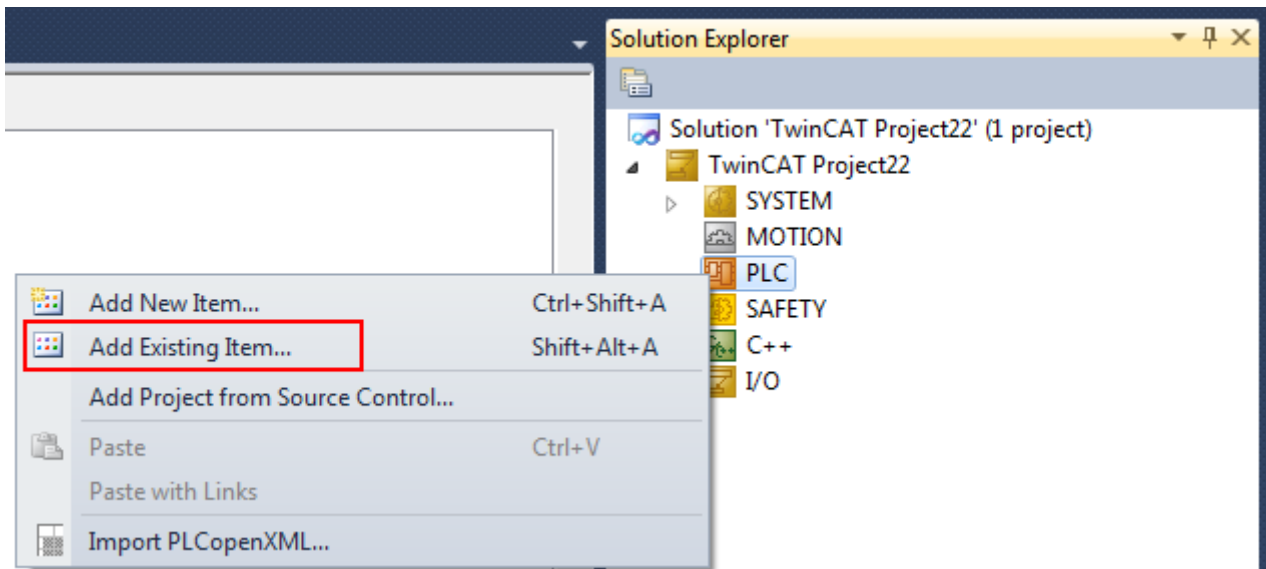 Solution Explorer
Solution 'TwinCAT Project22' (1 project)
TwinCAT Project22
SYSTEM
MOTION
PLC
SAFETY
C++
I/O
Add New Item... Ctrl+Shift+A
Add Existing Item... Shift+Alt+A
Add Project from Source Control...
Paste Ctrl+V
Paste with Links
Import PLCopenXML...